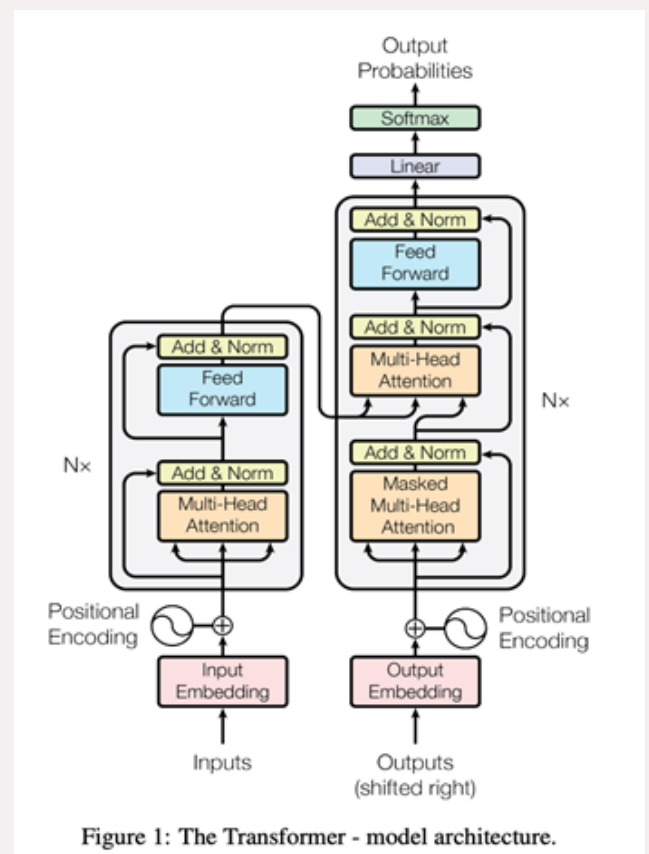 Output
Probabilities
Softmax
Linear
Add & Norm
Feed
Forward
Add & Norm
Multi-Head
Attention
Nx
Add & Norm
Masked
Multi-Head
Attention
Add & Norm
Feed
Forward
Nx
Add & Norm
Multi-Head
Attention
Positional
Encoding
Positional
Encoding
Input
Embedding
Output
Embedding
Inputs
Outputs
(shifted right)
Figure 1: The Transformer - model architecture.